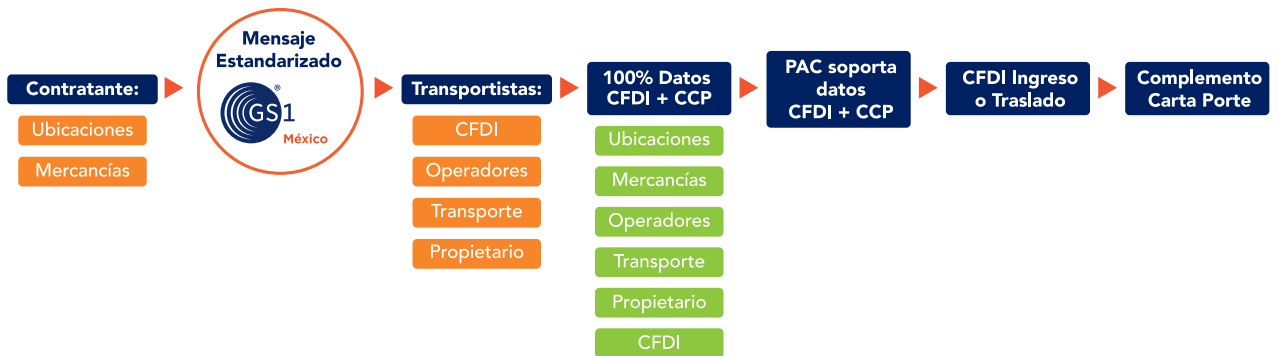 Contratante:
Ubicaciones
Mercancías
Mensaje
Estandarizado
GS1
México
Transportistas:
CFDI
Operadores
Transporte
Propietario
100% Datos
CFDI + CCP
Ubicaciones
Mercancías
Operadores
Transporte
Propietario
CFDI
PAC soporta
datos
CFDI + CCP
CFDI Ingreso
o Traslado
Complemento
Carta Porte